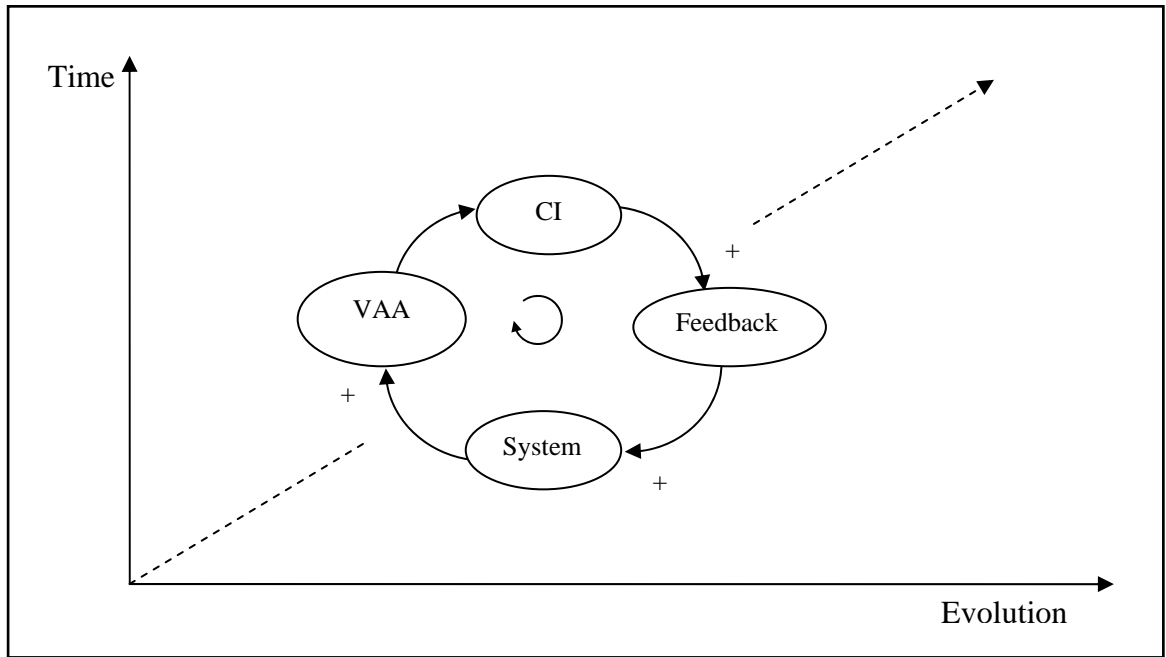 Time
CI
+
VAA
Feedback
+
System
+
Evolution